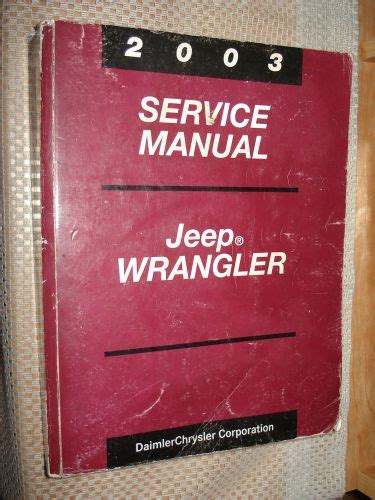 2003
SERVICE
MANUAL
Jeep®
WRANGLER
DaimlerChrysler Corporation